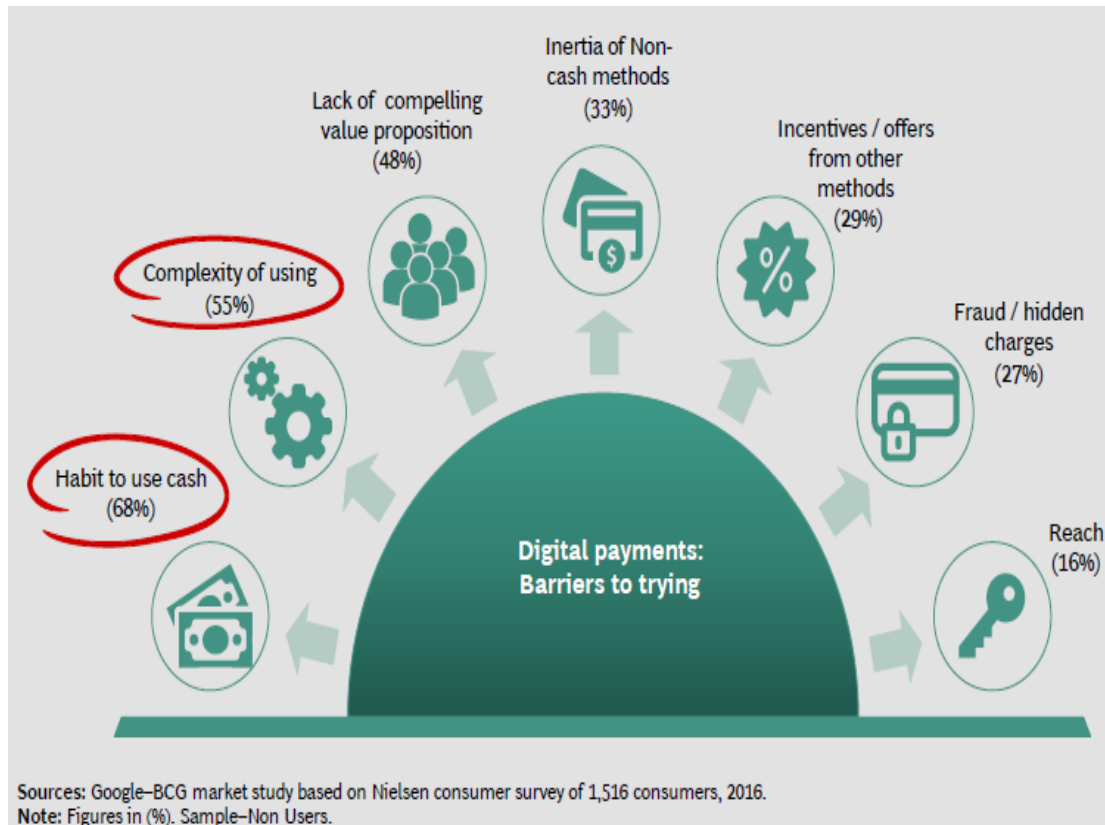 Inertia of Non-
cash methods
(33%)
Lack of compelling
value proposition
(48%)
Incentives / offers
from other
methods
(29%)
Complexity of using
(55%)
Fraud / hidden
charges
(27%)
Habit to use cash
(68%)
Reach
(16%)
$
%
Digital payments:
Barriers to trying
Sources: Google–BCG market study based on Nielsen consumer survey of 1,516 consumers, 2016.
Note: Figures in (%). Sample–Non Users.